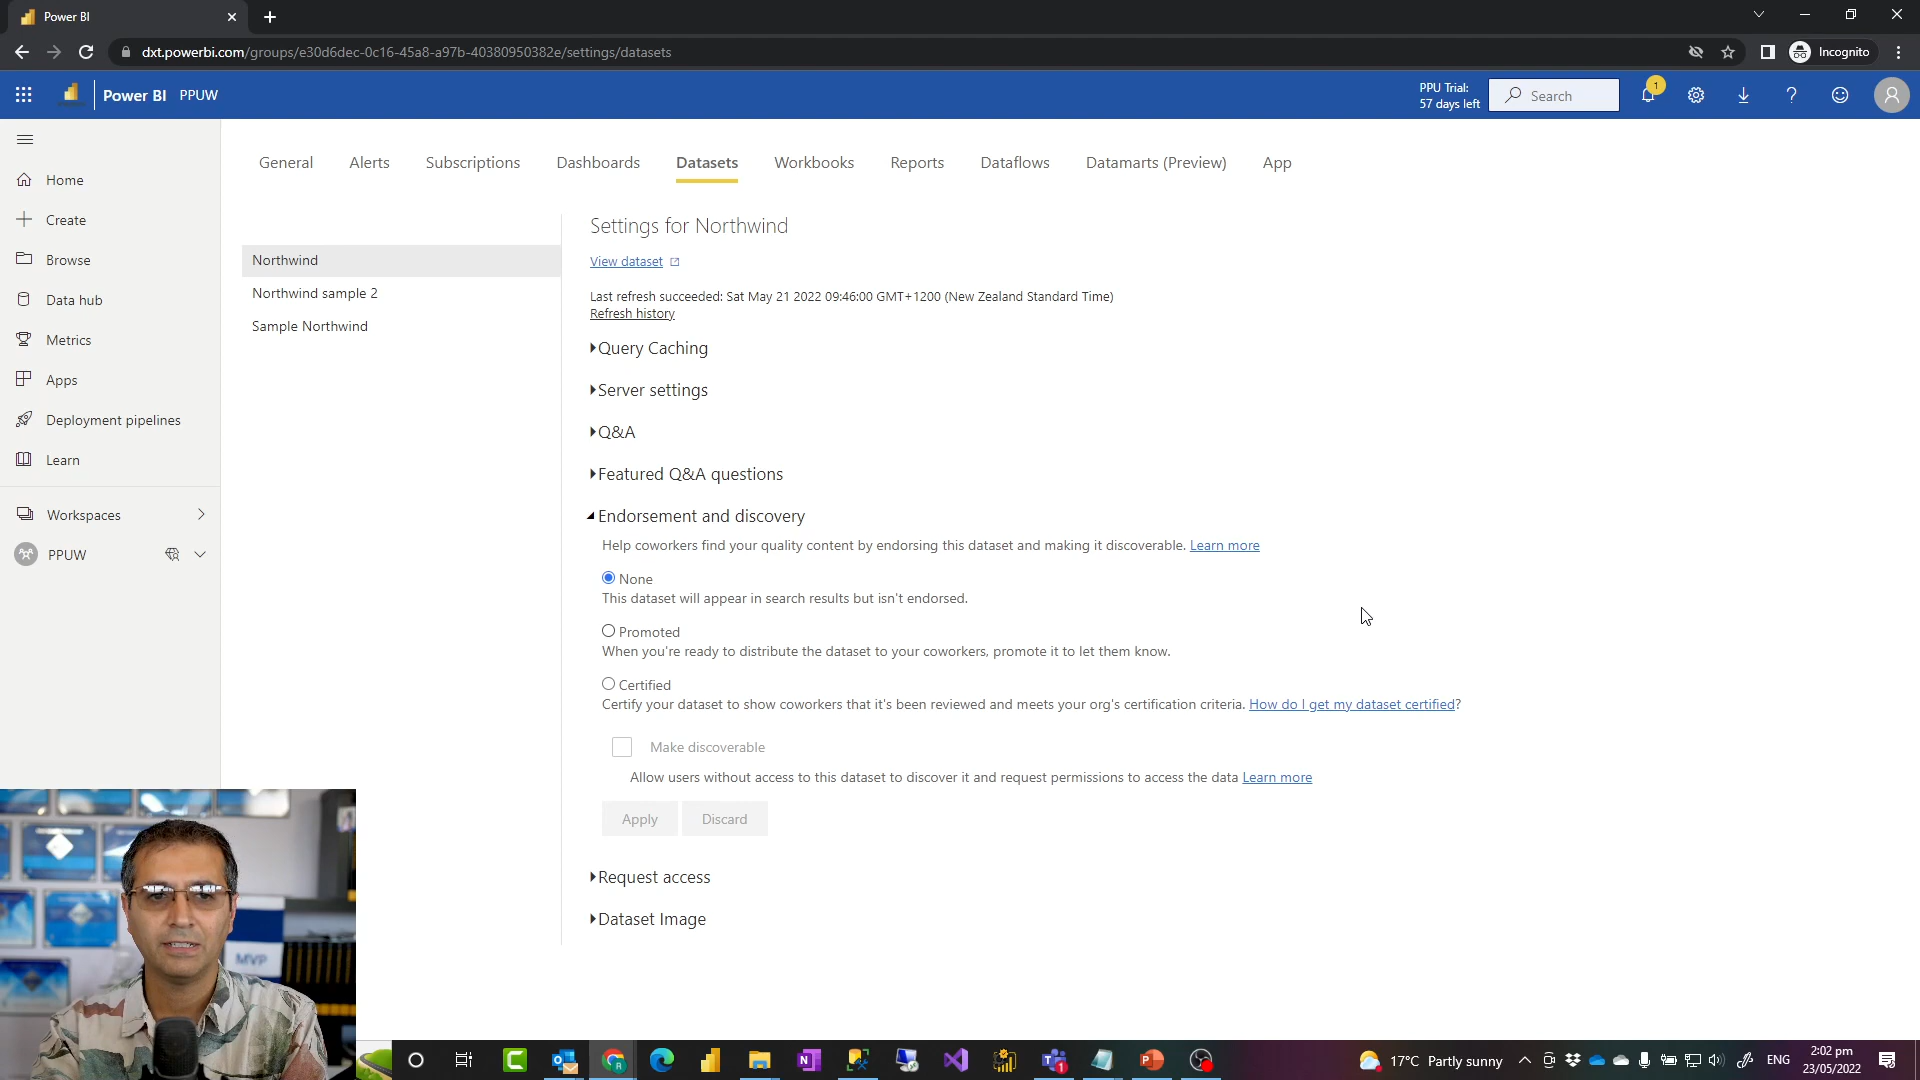 Power BI
dxt.powerbi.com/groups/e30d6dec-0c16-45a8-a97b-40380950382e/settings/datasets
Incognito
Power BI PPUW
PPU Trial:
57 days left
Search
1
General Alerts Subscriptions Dashboards Datasets Workbooks Reports Dataflows Datamarts (Preview) App
Home
Create
Browse
Data hub
Metrics
Apps
Deployment pipelines
Learn
Workspaces
PPUW
Northwind
Northwind sample 2
Sample Northwind
Settings for Northwind
View dataset
Last refresh succeeded: Sat May 21 2022 09:46:00 GMT+1200 (New Zealand Standard Time)
Refresh history
Query Caching
Server settings
Q&A
Featured Q&A questions
Endorsement and discovery
Help coworkers find your quality content by endorsing this dataset and making it discoverable. Learn more
None
This dataset will appear in search results but isn't endorsed.
Promoted
When you're ready to distribute the dataset to your coworkers, promote it to let them know.
Certified
Certify your dataset to show coworkers that it's been reviewed and meets your org's certification criteria. How do I get my dataset certified?
Make discoverable
Allow users without access to this dataset to discover it and request permissions to access the data Learn more
Apply Discard
Request access
Dataset Image
MVP
17°C Partly sunny
ENG
2:02 pm
23/05/2022